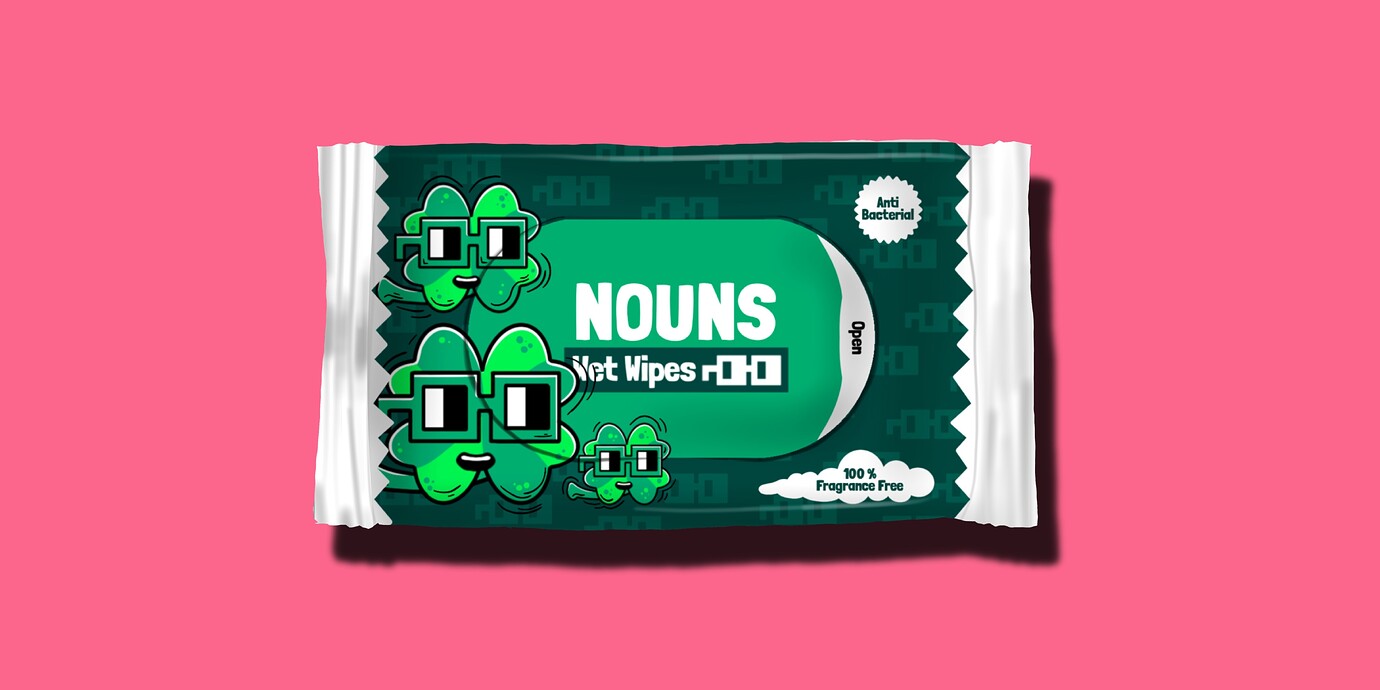 Anti
Bacterial
NOUNS
Wet Wipes
Open
100 %
Fragrance Free